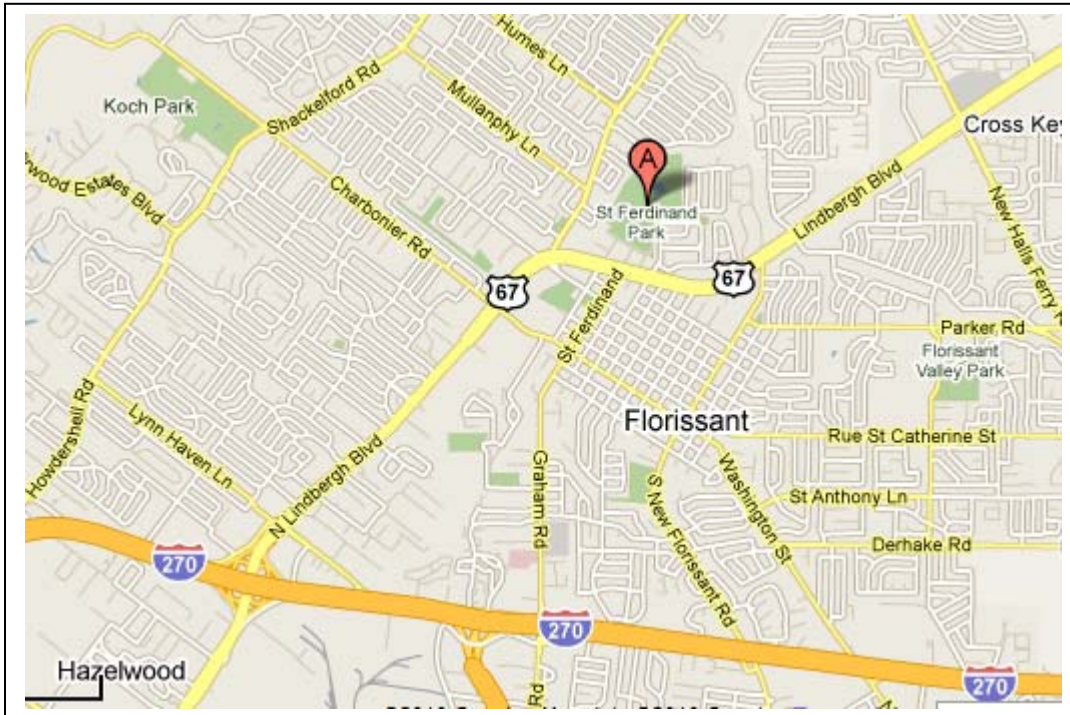 Humes Ln
Koch Park
Shackelford Rd
Mullanphy Ln
Cross Key
A
rwood Estates Blvd
Charbonier Rd
St Ferdinand
Park
Lindbergh Blvd
New Halls Ferry R
67
67
St Ferdinand
Parker Rd
Florissant
Valley Park
Howdershell Rd
Lynn Haven Ln
N Lindbergh Blvd
Florissant
Rue St Catherine St
Graham Rd
S New Florissant Rd
Washington St
St Anthony Ln
Derhake Rd
270
270
270
Hazelwood
Rd